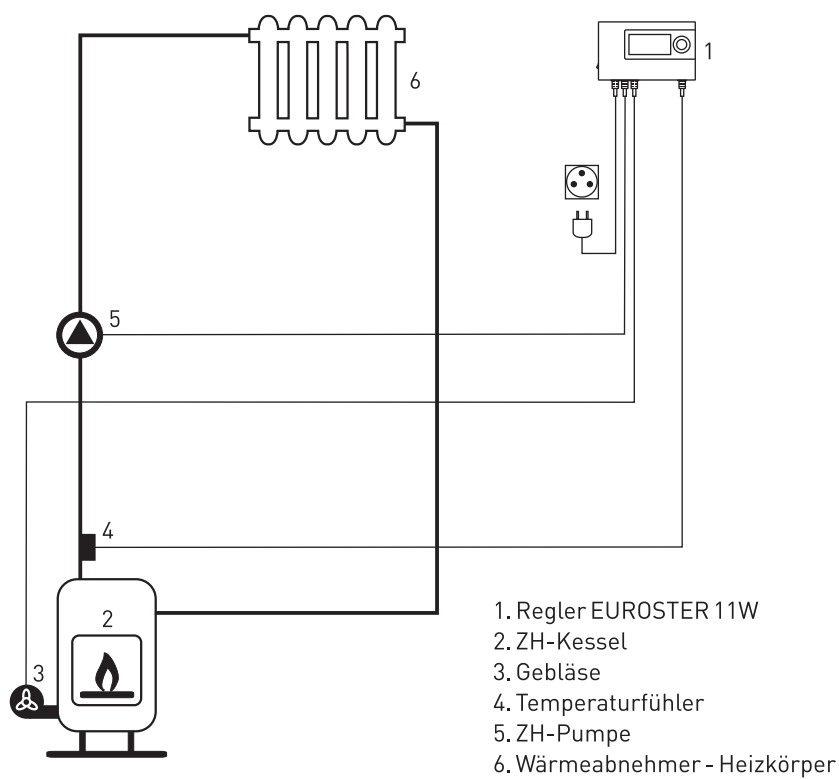 6
1
5
4
2
3
1. Regler EUROSTER 11W
2. ZH-Kessel
3. Gebläse
4. Temperaturfühler
5. ZH-Pumpe
6. Wärmeabnehmer - Heizkörper